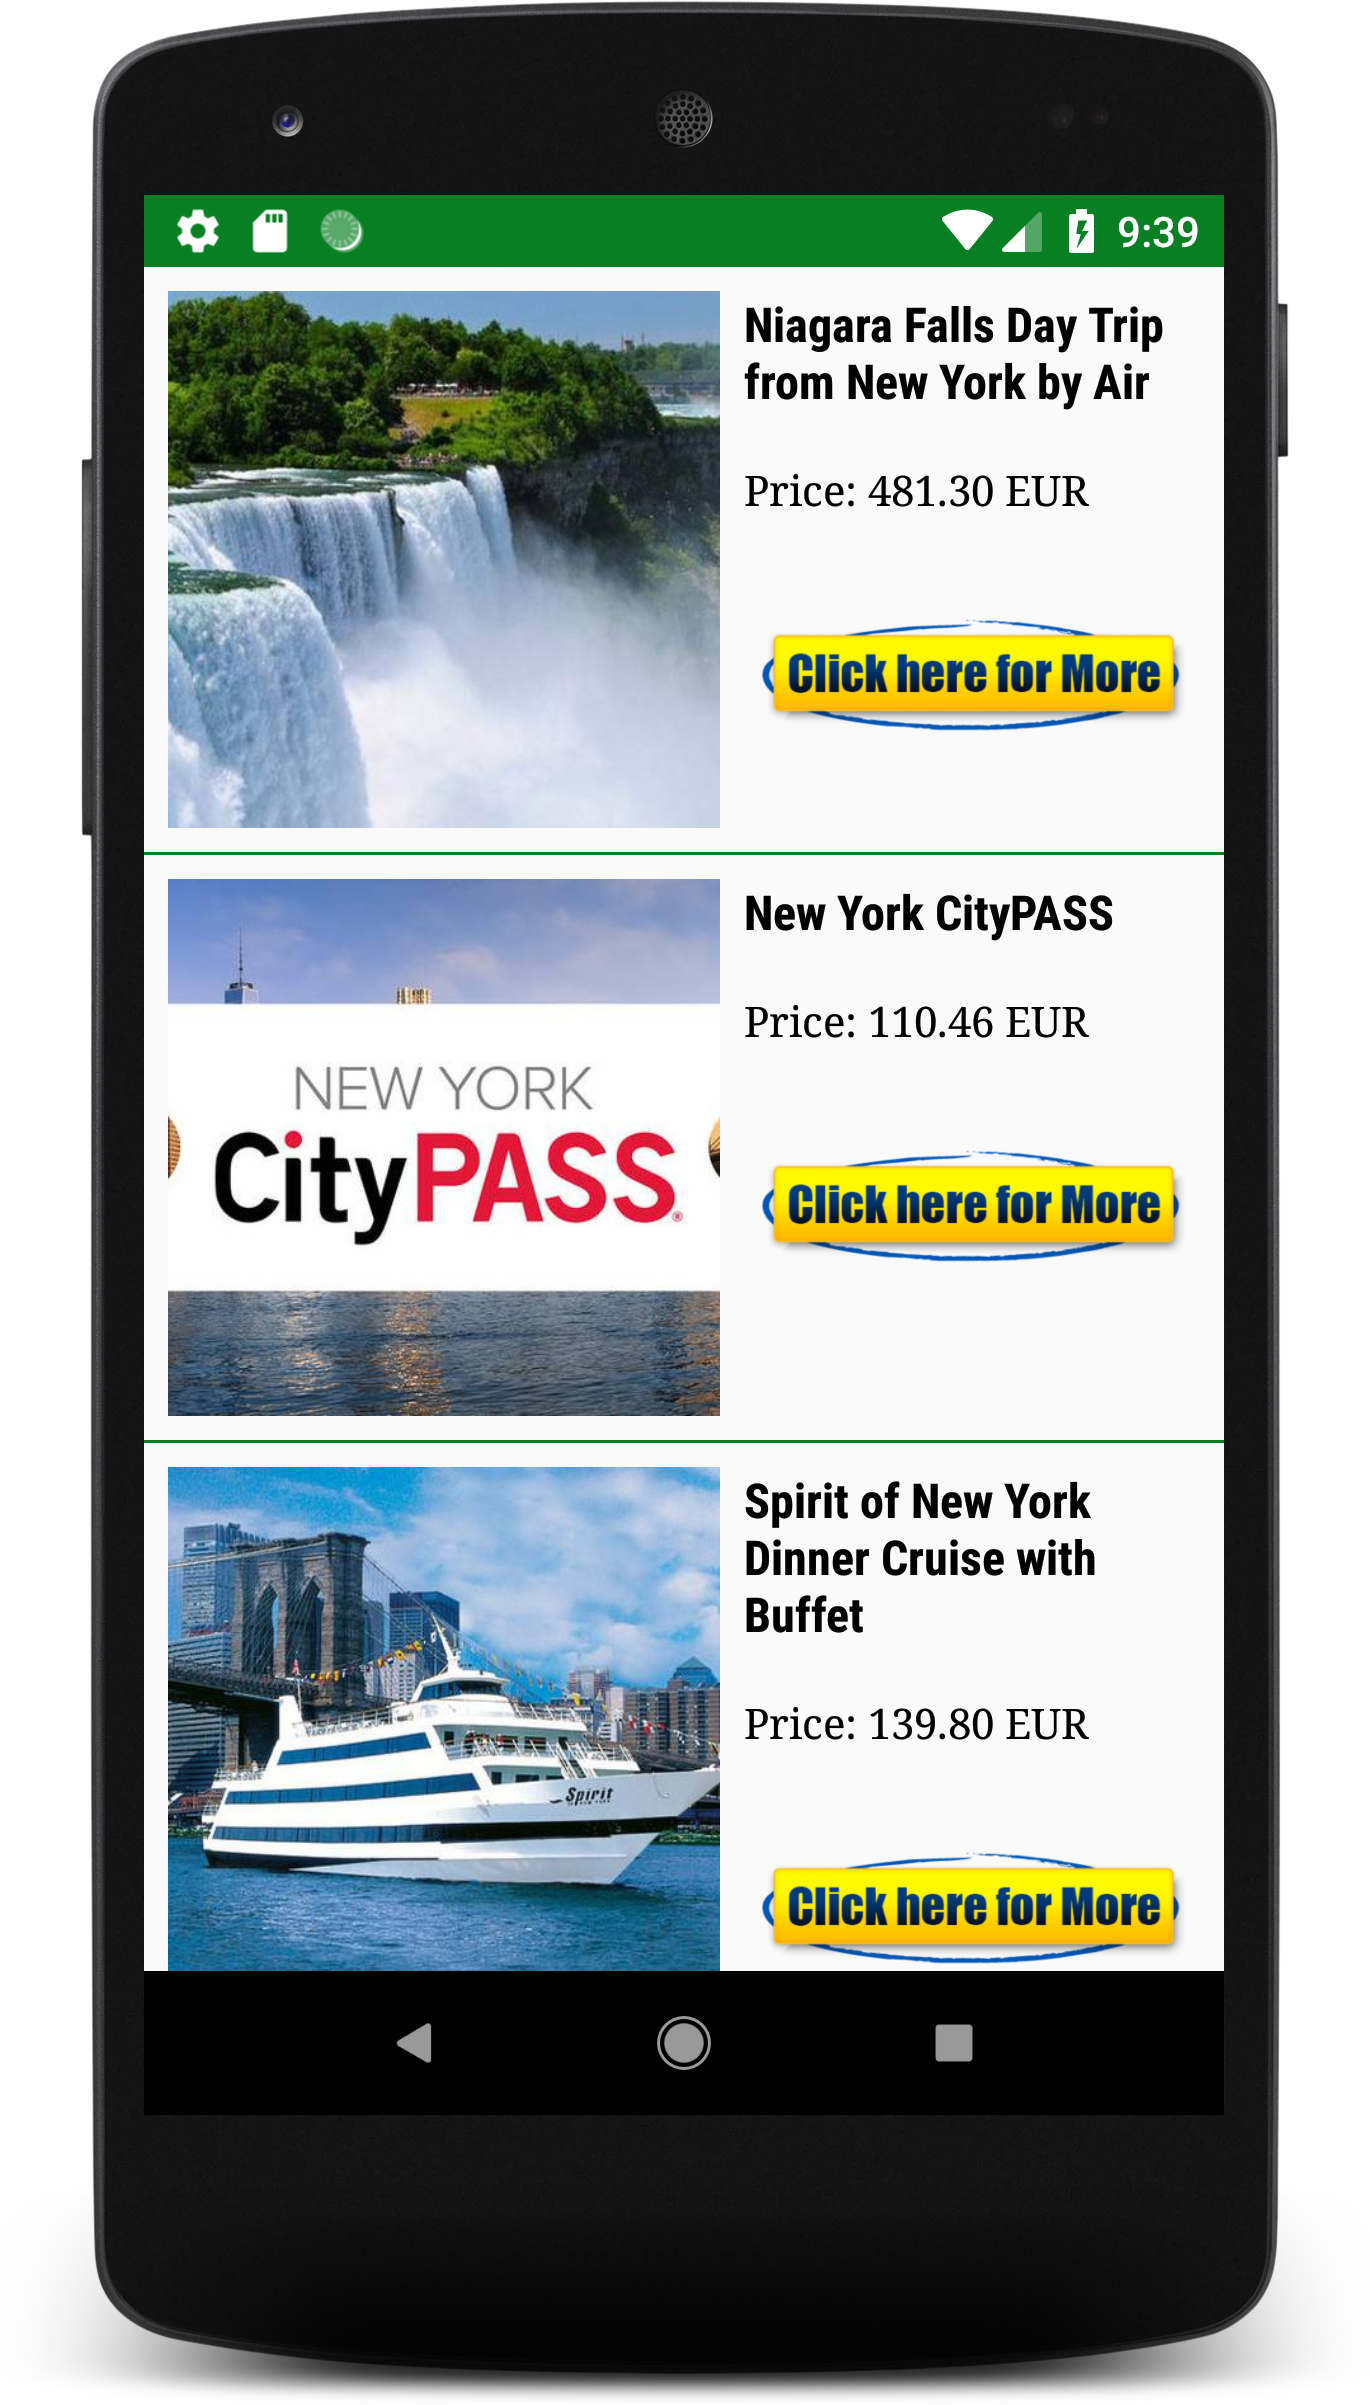 9:39
Niagara Falls Day Trip
from New York by Air
Price: 481.30 EUR
Click here for More
NEW YORK
CityPASS®
New York CityPASS
Price: 110.46 EUR
Click here for More
Spirit
Spirit of New York
Dinner Cruise with
Buffet
Price: 139.80 EUR
Click here for More